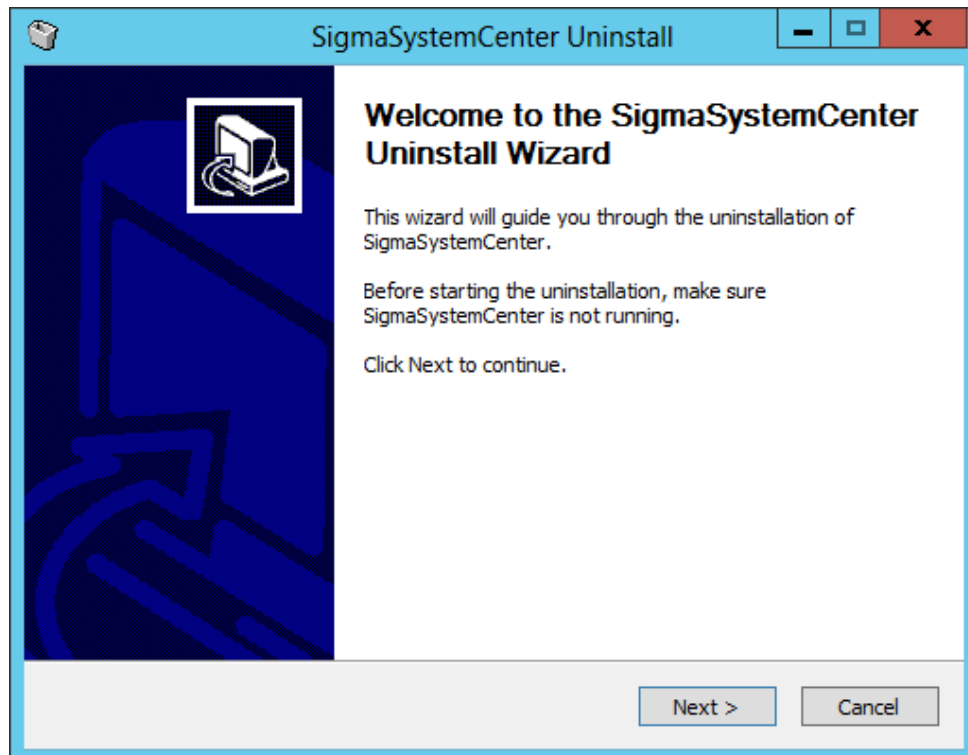 SigmaSystemCenter Uninstall
Welcome to the SigmaSystemCenter
Uninstall Wizard
This wizard will guide you through the uninstallation of
SigmaSystemCenter.
Before starting the uninstallation, make sure
SigmaSystemCenter is not running.
Click Next to continue.
Next >
Cancel